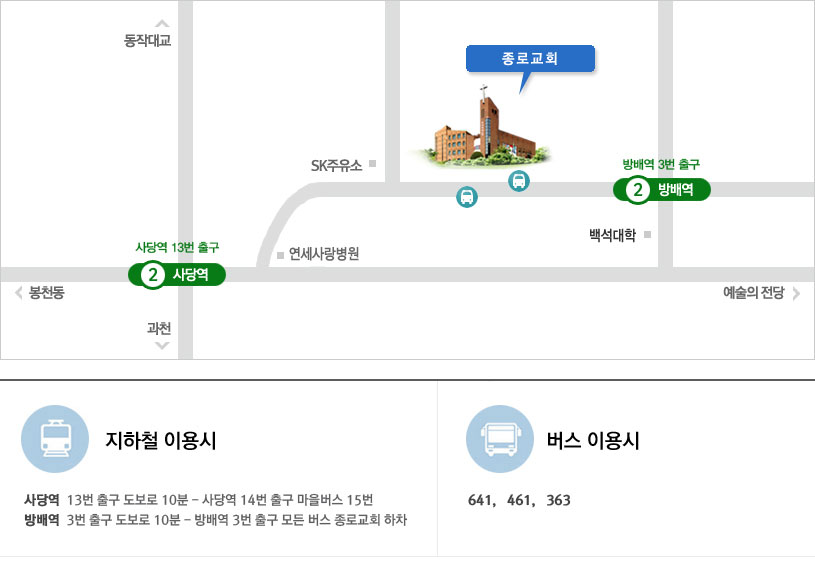 동작대교
종로교회
SK주유소
방배역 3번 출구
2 방배역
백석대학
사당역 13번 출구
연세사랑병원
2 사당역
봉천동
예술의 전당
과천
지하철 이용시
사당역 13번 출구 도보로 10분 - 사당역 14번 출구 마을버스 15번
방배역 3번 출구 도보로 10분 - 방배역 3번 출구 모든 버스 종로교회 하차
버스 이용시
641, 461, 363